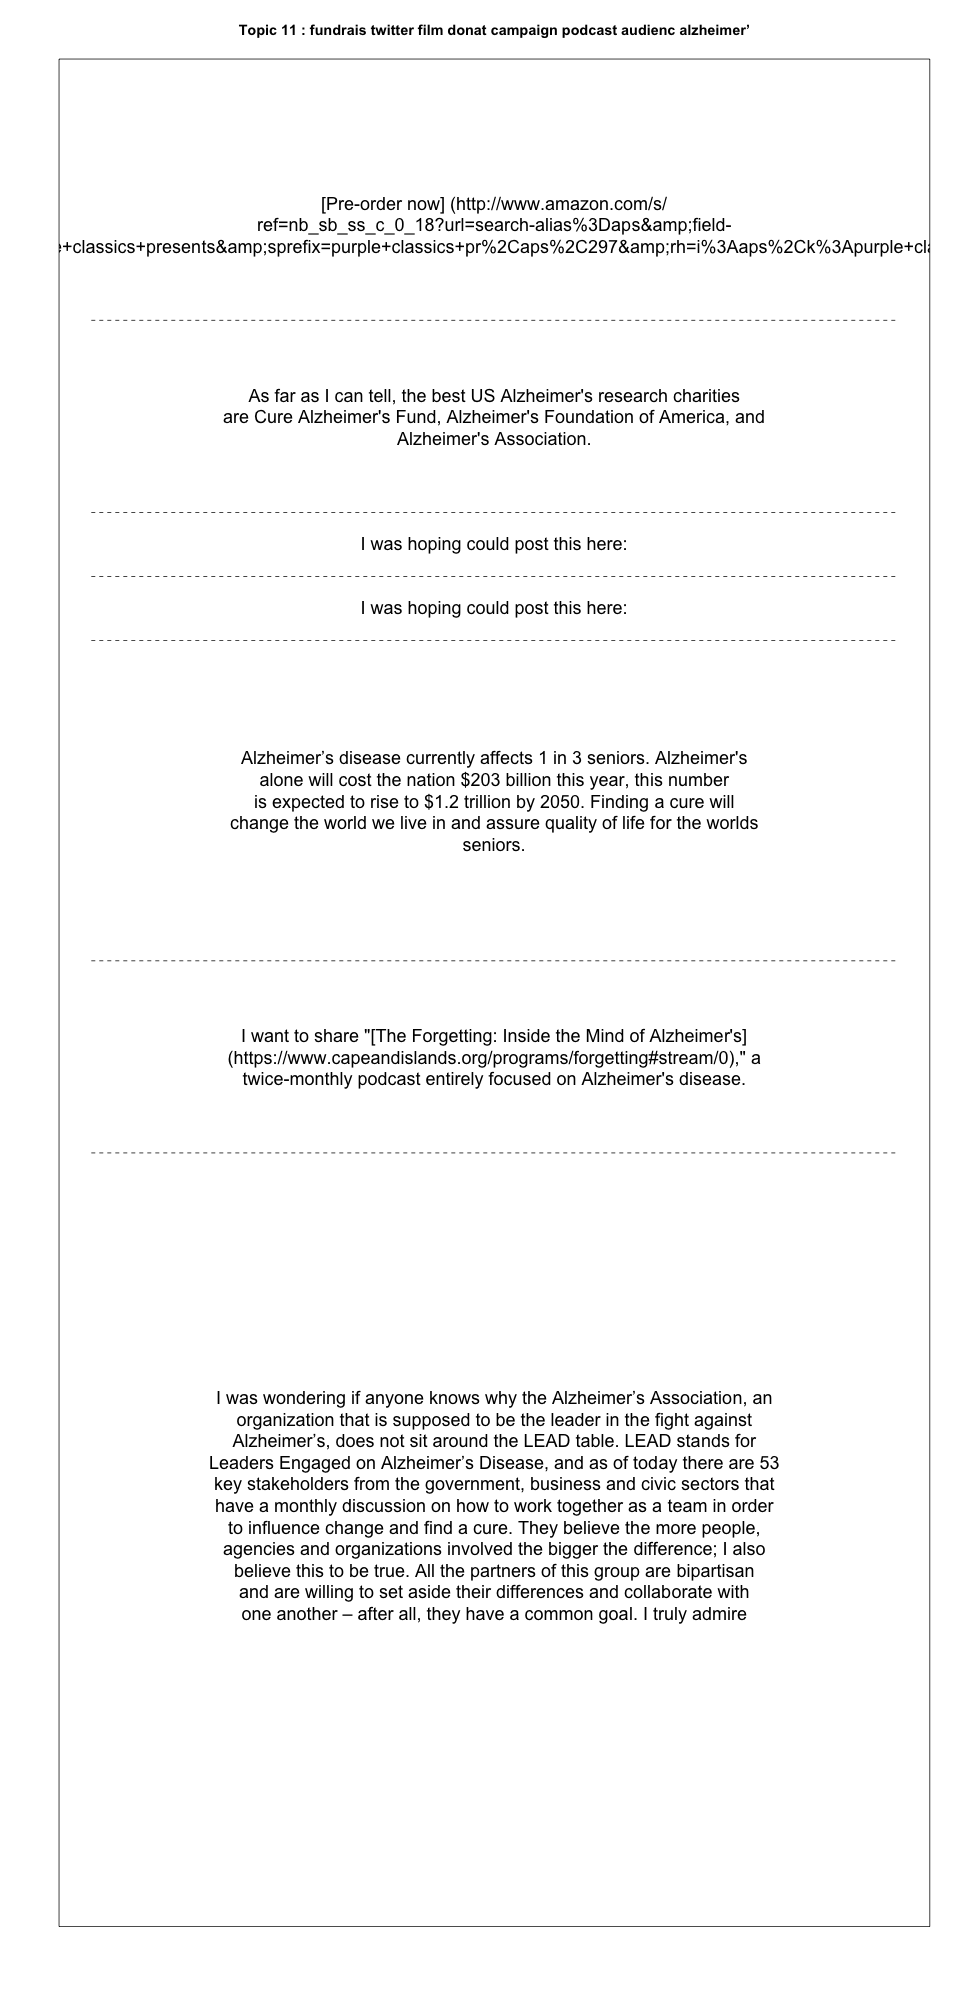 Topic 11 : fundrais twitter film donat campaign podcast audienc alzheimer’
[Pre-order now] (http://www.amazon.com/s/
ref=nb_sb_ss_c_0_18?url=search-alias%3Daps&amp;field-
e+classics+presents&amp;sprefix=purple+classics+pr%2Caps%2C297&amp;rh=i%3Aaps%2Ck%3Apurple+cla
As far as I can tell, the best US Alzheimer's research charities
are Cure Alzheimer's Fund, Alzheimer's Foundation of America, and
Alzheimer's Association.
I was hoping could post this here:
I was hoping could post this here:
Alzheimer’s disease currently affects 1 in 3 seniors. Alzheimer's
alone will cost the nation $203 billion this year, this number
is expected to rise to $1.2 trillion by 2050. Finding a cure will
change the world we live in and assure quality of life for the worlds
seniors.
I want to share "[The Forgetting: Inside the Mind of Alzheimer's]
(https://www.capeandislands.org/programs/forgetting#stream/0)," a
twice-monthly podcast entirely focused on Alzheimer's disease.
I was wondering if anyone knows why the Alzheimer’s Association, an
organization that is supposed to be the leader in the fight against
Alzheimer’s, does not sit around the LEAD table. LEAD stands for
Leaders Engaged on Alzheimer’s Disease, and as of today there are 53
key stakeholders from the government, business and civic sectors that
have a monthly discussion on how to work together as a team in order
to influence change and find a cure. They believe the more people,
agencies and organizations involved the bigger the difference; I also
believe this to be true. All the partners of this group are bipartisan
and are willing to set aside their differences and collaborate with
one another – after all, they have a common goal. I truly admire